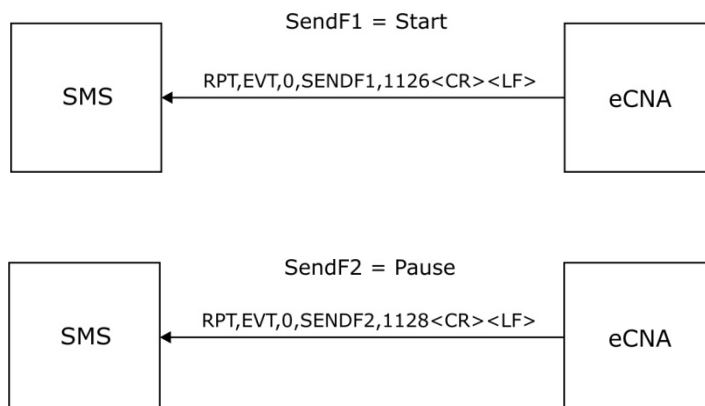 SendF1 = Start
RPT,EVT,0,SENDF1,1126<CR><LF>
SMS
eCNA
SendF2 = Pause
RPT,EVT,0,SENDF2,1128<CR><LF>
SMS
eCNA